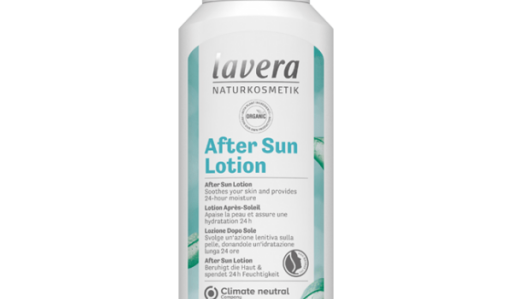 lavera
NATURKOSMETIK
ORGANIC
After Sun
Lotion
After Sun Lotion
Soothes your skin and provides
24-hour moisture
Lotion Après-Soleil
Apaise la peau et assure une
hydratation 24 h
Lozione Dopo Sole
Svolge un'azione lenitiva sulla
pelle, donandole un'idratazione
lunga 24 ore
After Sun Lotion
Beruhigt die Haut &
spendet 24 h Feuchtigkeit
Climate neutral
Company